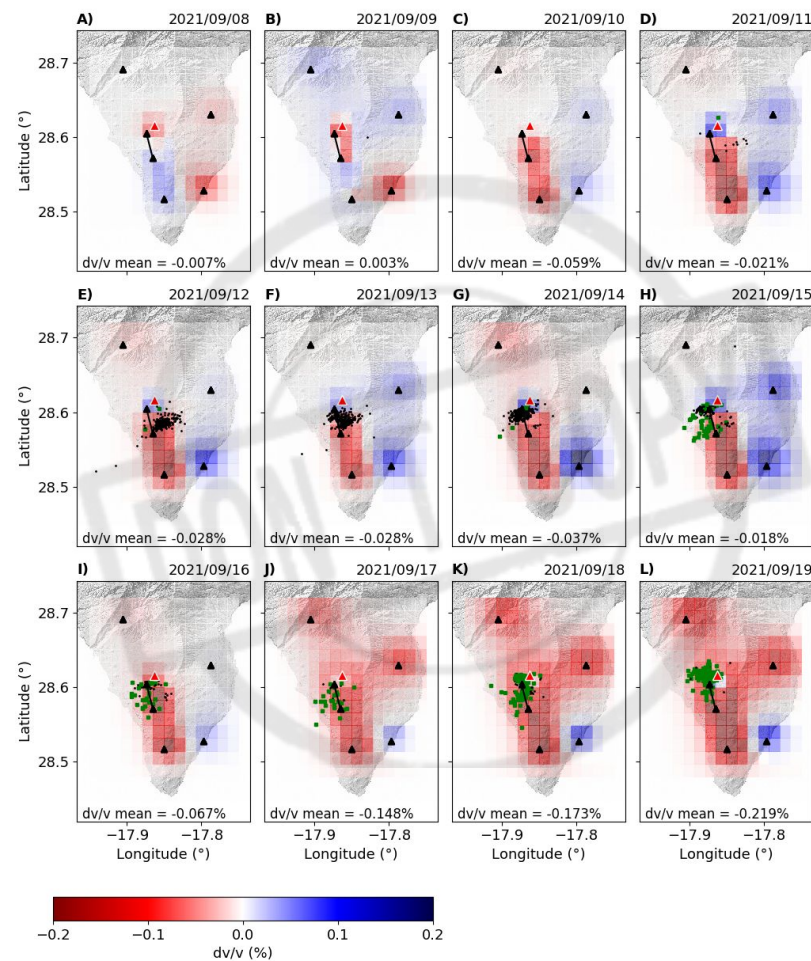 A) 2021/09/08
B) 2021/09/09
C) 2021/09/10
D) 2021/09/11
28.7
28.6
28.5
Latitude (°)
dv/v mean = -0.007%
dv/v mean = 0.003%
dv/v mean = -0.059%
dv/v mean = -0.021%
E) 2021/09/12
F) 2021/09/13
G) 2021/09/14
H) 2021/09/15
28.7
28.6
28.5
Latitude (°)
dv/v mean = -0.028%
dv/v mean = -0.028%
dv/v mean = -0.037%
dv/v mean = -0.018%
I) 2021/09/16
J) 2021/09/17
K) 2021/09/18
L) 2021/09/19
28.7
28.6
28.5
Latitude (°)
dv/v mean = -0.067%
dv/v mean = -0.148%
dv/v mean = -0.173%
dv/v mean = -0.219%
−17.9 −17.8
−17.9 −17.8
−17.9 −17.8
−17.9 −17.8
Longitude (°)
Longitude (°)
Longitude (°)
Longitude (°)
−0.2 −0.1 0.0 0.1 0.2
dv/v (%)